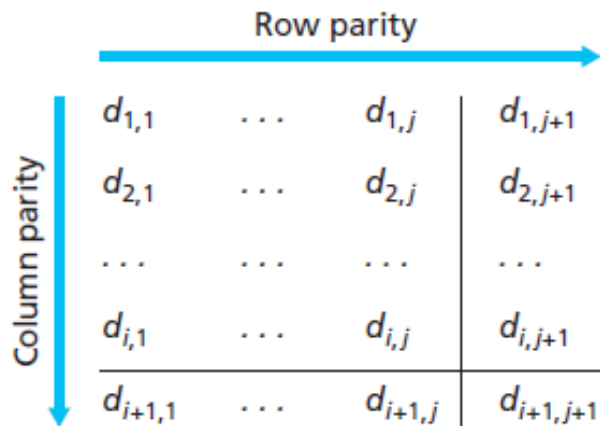 Row parity
Column parity
d1,1 . . . d1,j d1,j+1
d2,1 . . . d2,j d2,j+1
. . . . . . . . . . . .
di,1 . . . di,j di,j+1
di+1,1 . . . di+1,j di+1,j+1